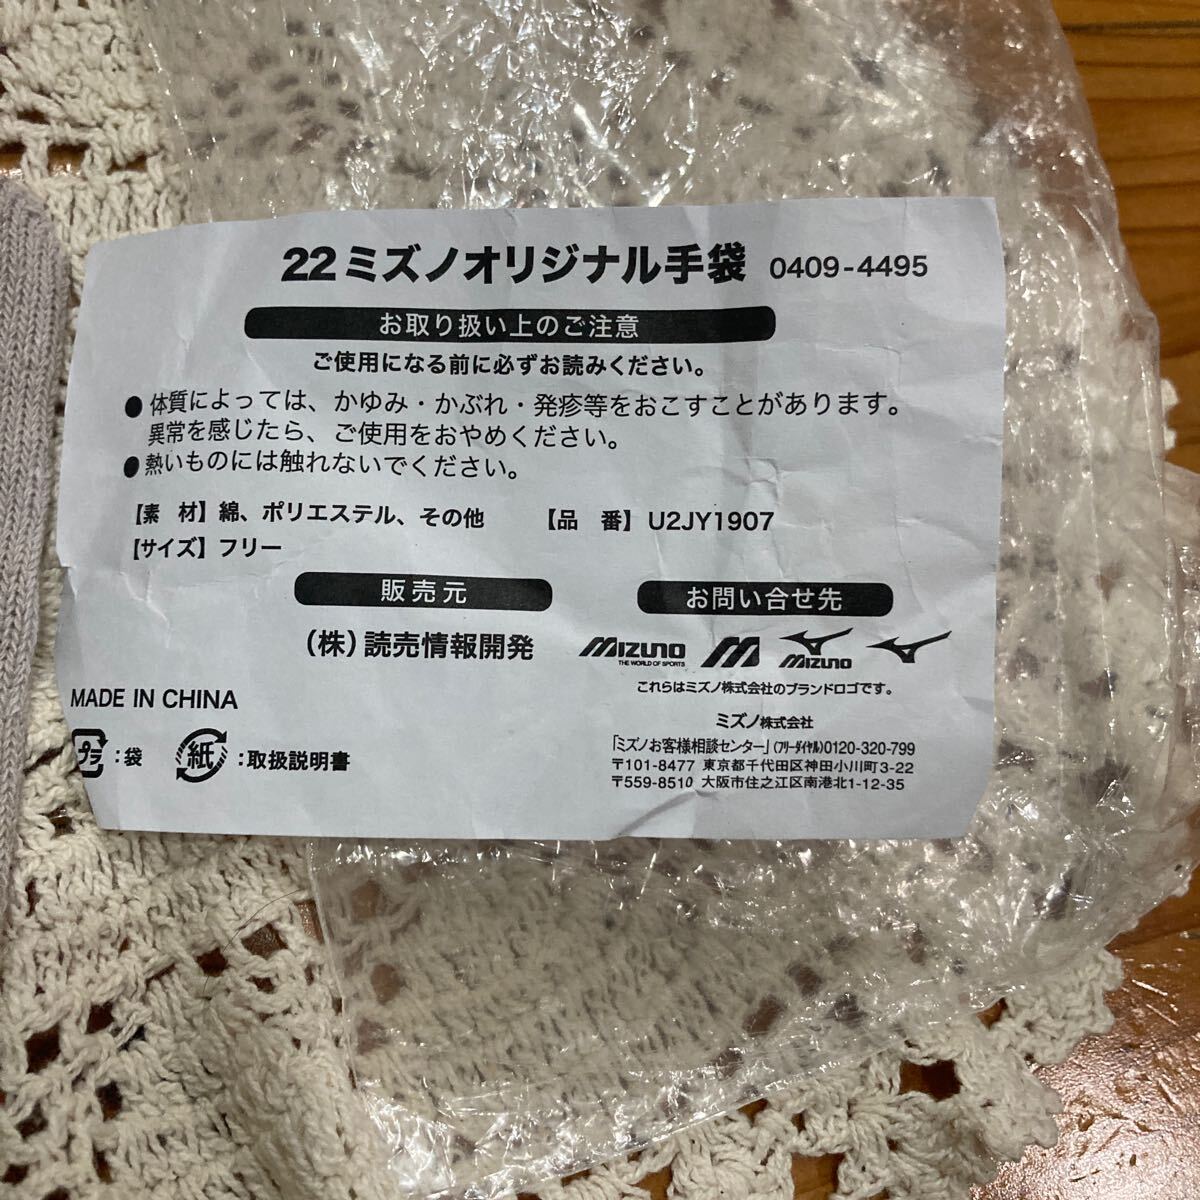 22ミズノオリジナル手袋 0409-4495
お取り扱い上のご注意
ご使用になる前に必ずお読みください。
●体質によっては、かゆみ・かぶれ・発疹等をおこすことがあります。
異常を感じたら、ご使用をおやめください。
●熱いものには触れないでください。
【素 材】綿、ポリエステル、その他 【品 番】U2JY1907
【サイズ】フリー
販売元
(株)読売情報開発
MADE IN CHINA
プラ:袋 紙:取扱説明書
お問い合せ先
MIZUNO MIZUNO
THE WORLD OF SPORTS
これらはミズノ株式会社のブランドロゴです。
ミズノ株式会社
「ミズノお客様相談センター」(フリーダイヤル)0120-320-799
〒101-8477 東京都千代田区神田小川町3-22
〒559-8510 大阪市住之江区南港北1-12-35